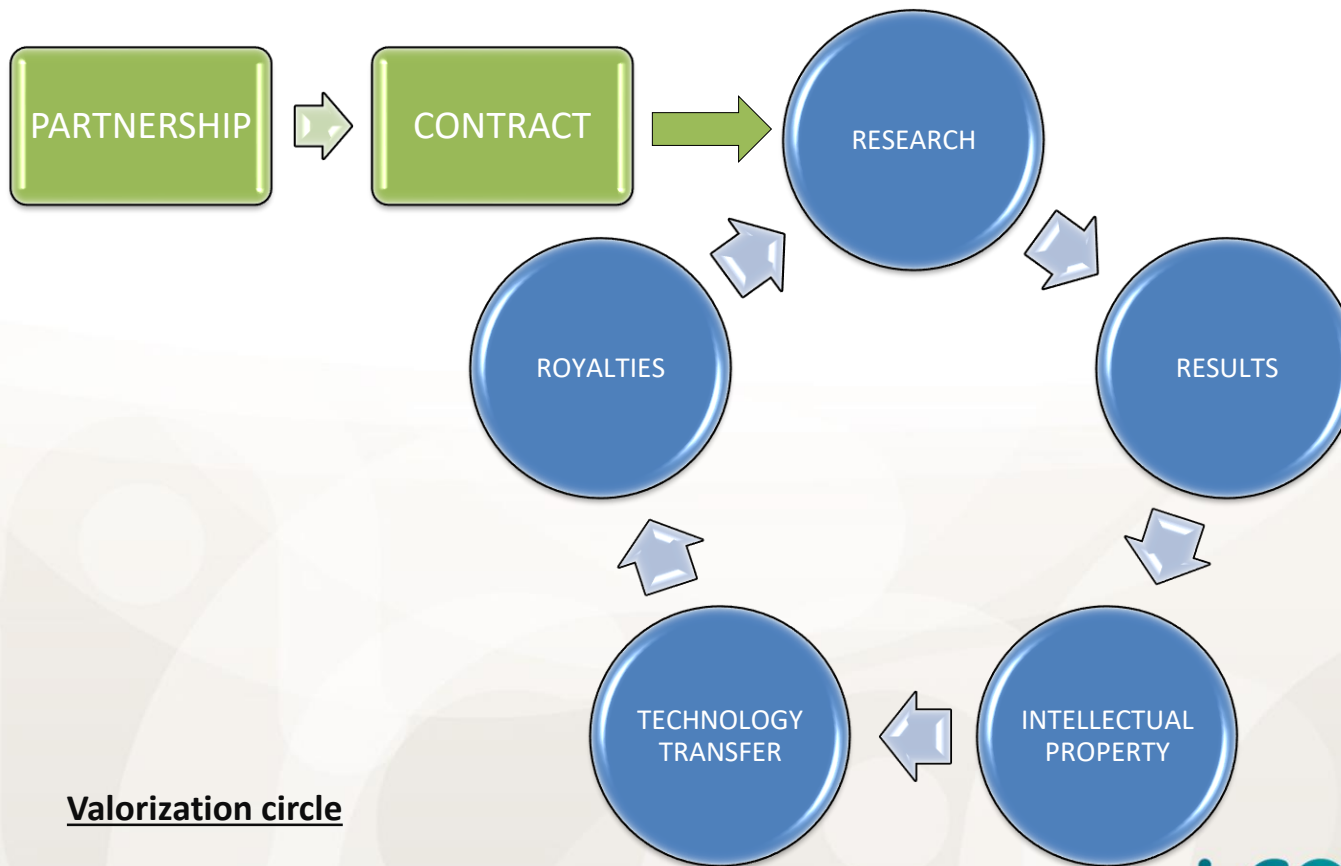 PARTNERSHIP
CONTRACT
RESEARCH
ROYALTIES
RESULTS
TECHNOLOGY
TRANSFER
INTELLECTUAL
PROPERTY
Valorization circle